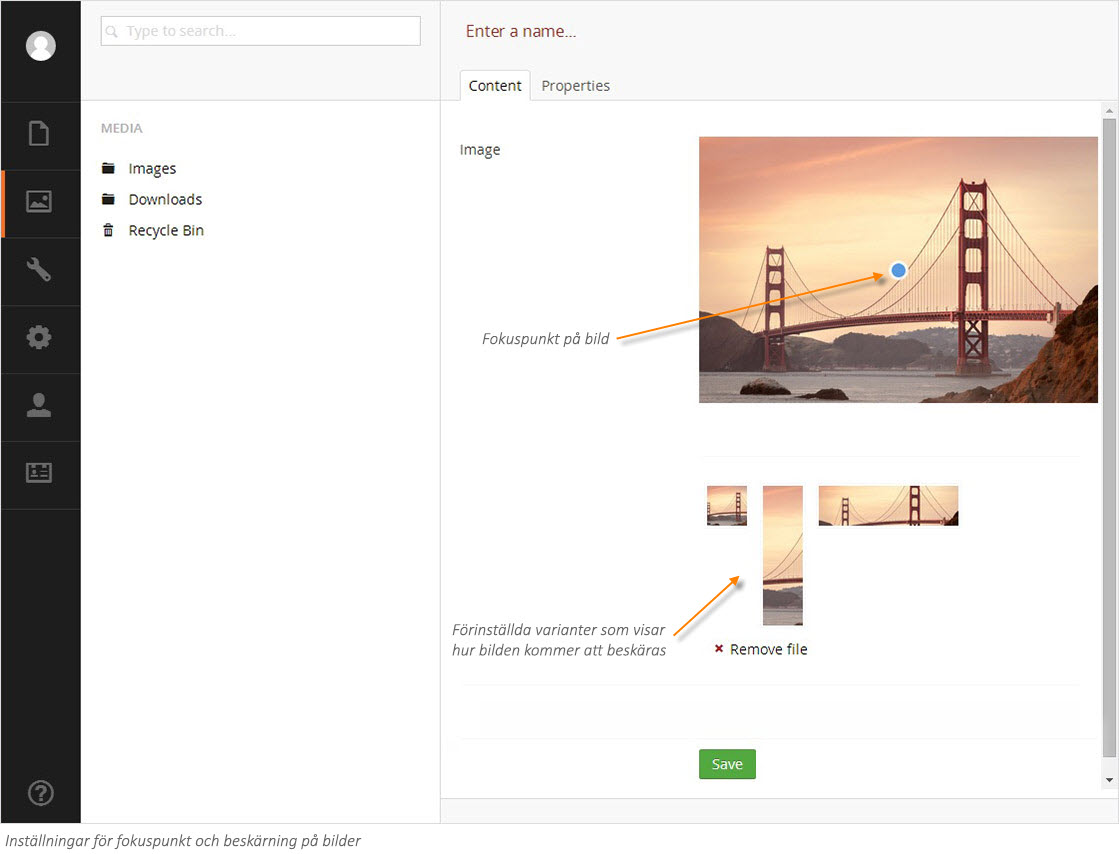 Type to search...
Enter a name...
Content
Properties
MEDIA
Images
Downloads
Recycle Bin
Image
Fokuspunkt på bild
Förinställda varianter som visar
hur bilden kommer att beskäras
Remove file
Save
Inställningar för fokuspunkt och beskärning på bilder